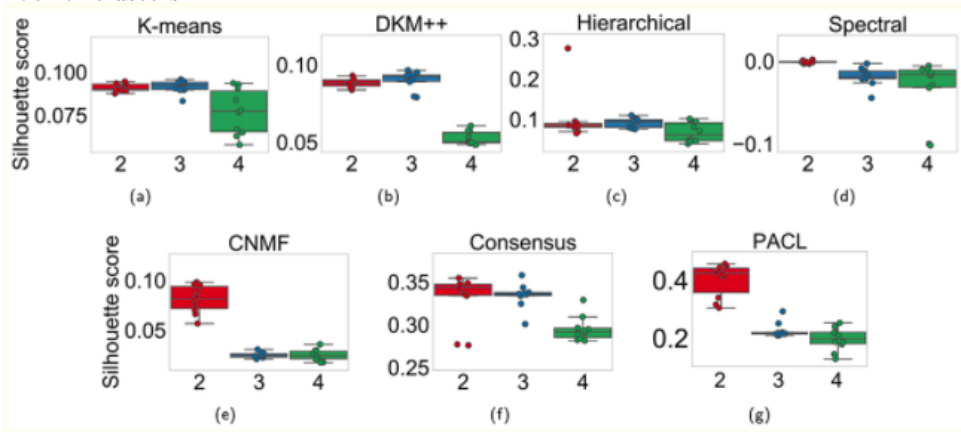 K-means
DKM++
Hierarchical
Spectral
Silhouette score
0.100
0.075
2 3 4
(a)
0.10
0.05
2 3 4
(b)
0.3
0.2
0.1
2 3 4
(c)
0.0
−0.1
2 3 4
(d)
CNMF
Consensus
PACL
Silhouette score
0.10
0.05
2 3 4
(e)
0.35
0.30
0.25
2 3 4
(f)
0.4
0.2
2 3 4
(g)